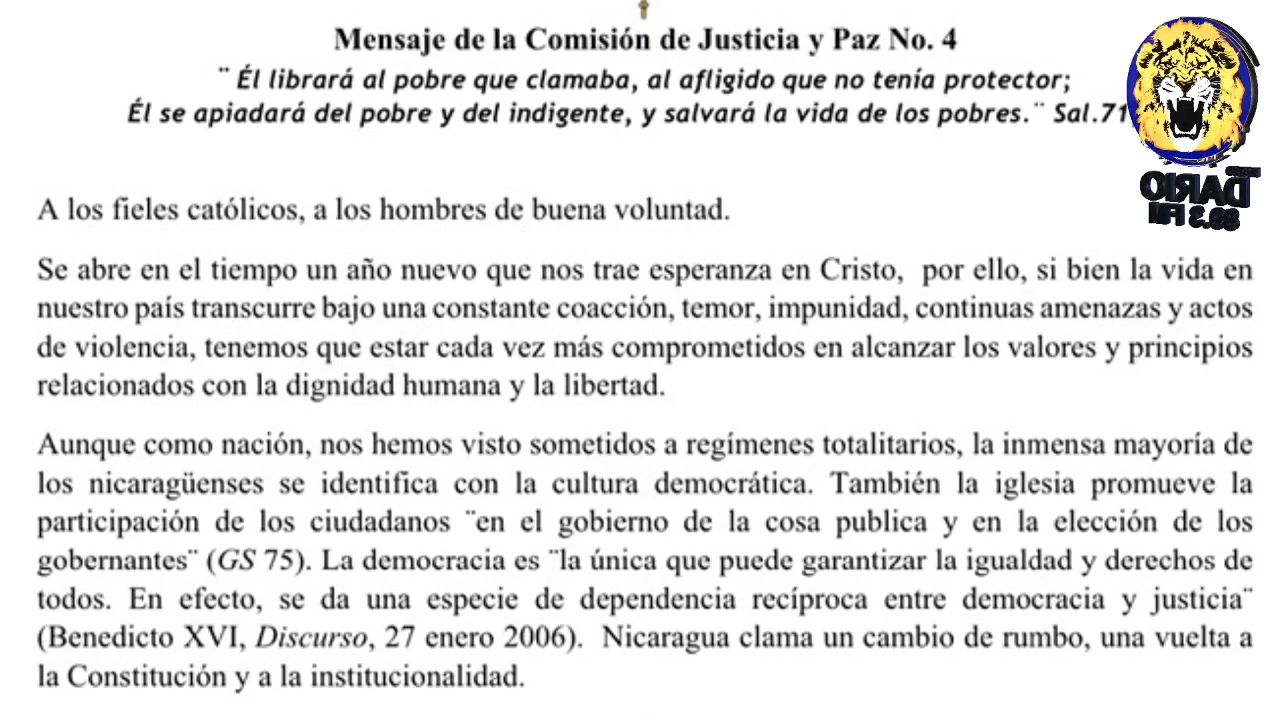 Mensaje de la Comisión de Justicia y Paz No. 4
¨ Él librará al pobre que clamaba, al afligido que no tenía protector;
Él se apiadará del pobre y del indigente, y salvará la vida de los pobres.¨ Sal.71
DARIO
89.3 FM
A los fieles católicos, a los hombres de buena voluntad.
Se abre en el tiempo un año nuevo que nos trae esperanza en Cristo, por ello, si bien la vida en
nuestro país transcurre bajo una constante coacción, temor, impunidad, continuas amenazas y actos
de violencia, tenemos que estar cada vez más comprometidos en alcanzar los valores y principios
relacionados con la dignidad humana y la libertad.
Aunque como nación, nos hemos visto sometidos a regímenes totalitarios, la inmensa mayoría de
los nicaragüenses se identifica con la cultura democrática. También la iglesia promueve la
participación de los ciudadanos ¨en el gobierno de la cosa publica y en la elección de los
gobernantes¨ (GS 75). La democracia es ¨la única que puede garantizar la igualdad y derechos de
todos. En efecto, se da una especie de dependencia recíproca entre democracia y justicia¨
(Benedicto XVI, Discurso, 27 enero 2006). Nicaragua clama un cambio de rumbo, una vuelta a
la Constitución y a la institucionalidad.